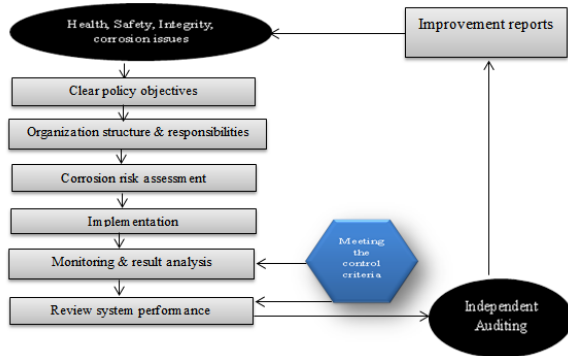 Health, Safety, Integrity,
corrosion issues
Improvement reports
Clear policy objectives
Organization structure & responsibilities
Corrosion risk assessment
Implementation
Monitoring & result analysis
Review system performance
Meeting
the
control
criteria
Independent
Auditing